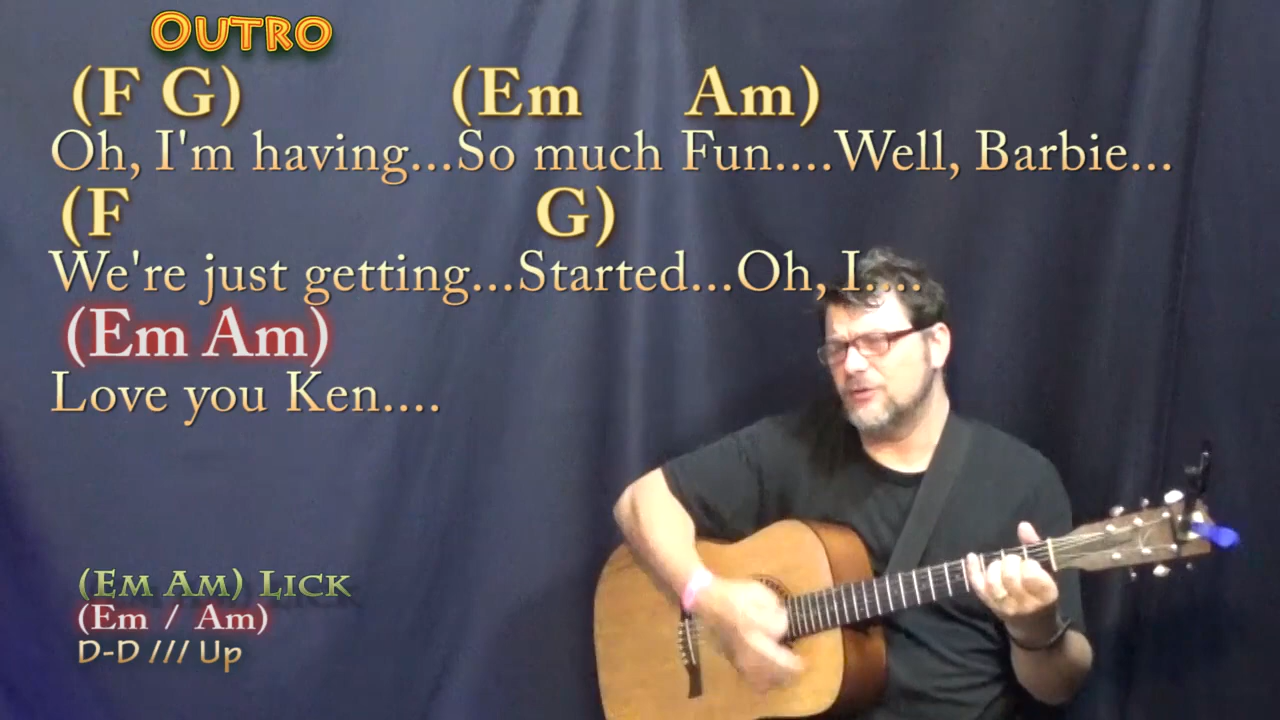 OUTRO
(F G) (Em Am)
Oh, I'm having...So much Fun....Well, Barbie...
(F G)
We're just getting...Started...Oh, I....
(Em Am)
Love you Ken....
(EM AM) LICK
(Em / Am)
D-D /// Up